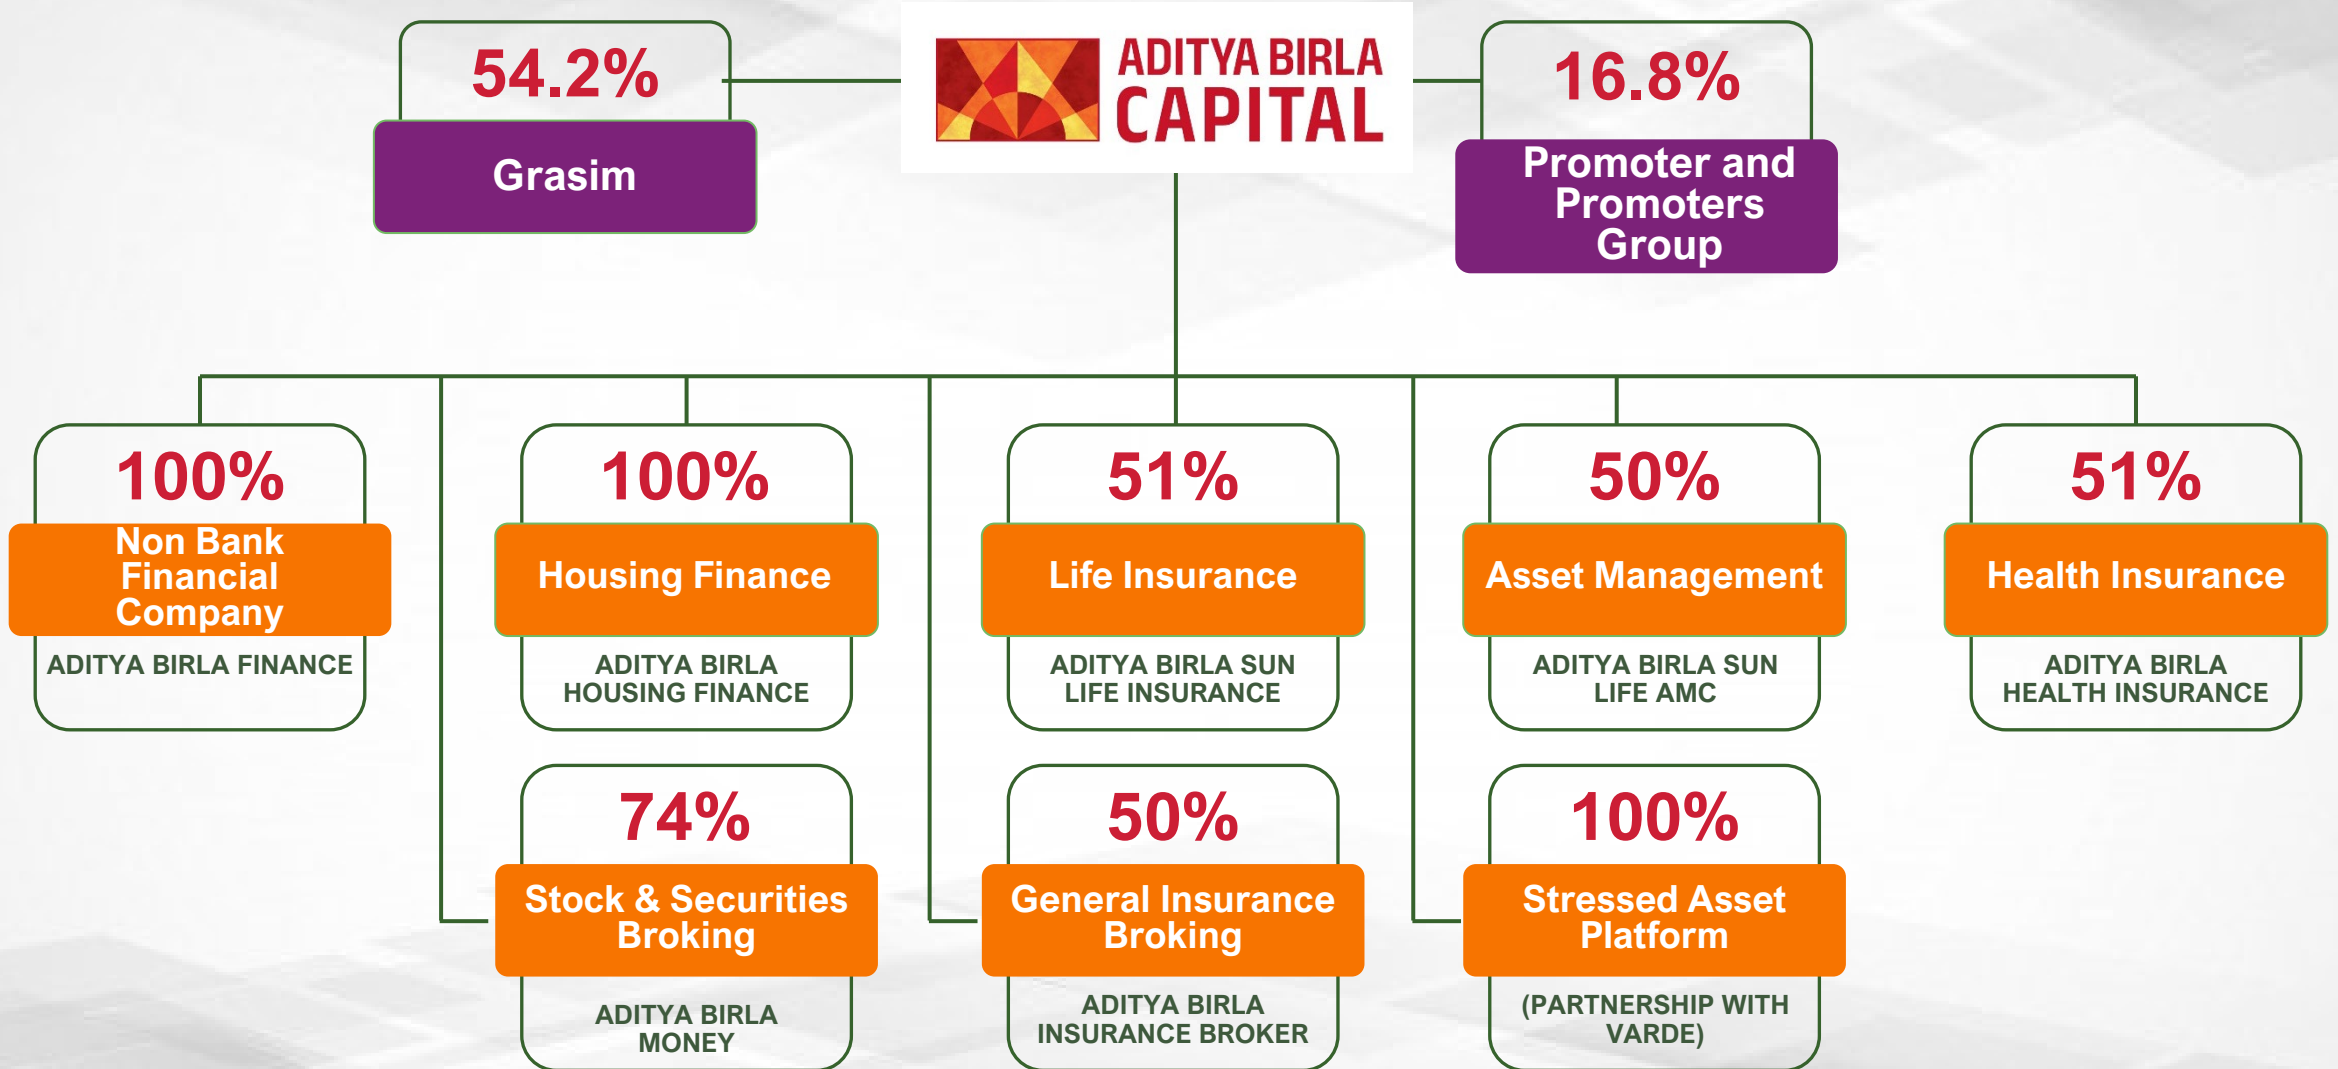 54.2%
Grasim
ADITYA BIRLA
CAPITAL
16.8%
Promoter and
Promoters
Group
100%
Non Bank
Financial
Company
ADITYA BIRLA FINANCE
100%
Housing Finance
ADITYA BIRLA
HOUSING FINANCE
51%
Life Insurance
ADITYA BIRLA SUN
LIFE INSURANCE
50%
Asset Management
ADITYA BIRLA SUN
LIFE AMC
51%
Health Insurance
ADITYA BIRLA
HEALTH INSURANCE
74%
Stock & Securities
Broking
ADITYA BIRLA
MONEY
50%
General Insurance
Broking
ADITYA BIRLA
INSURANCE BROKER
100%
Stressed Asset
Platform
(PARTNERSHIP WITH
VARDE)